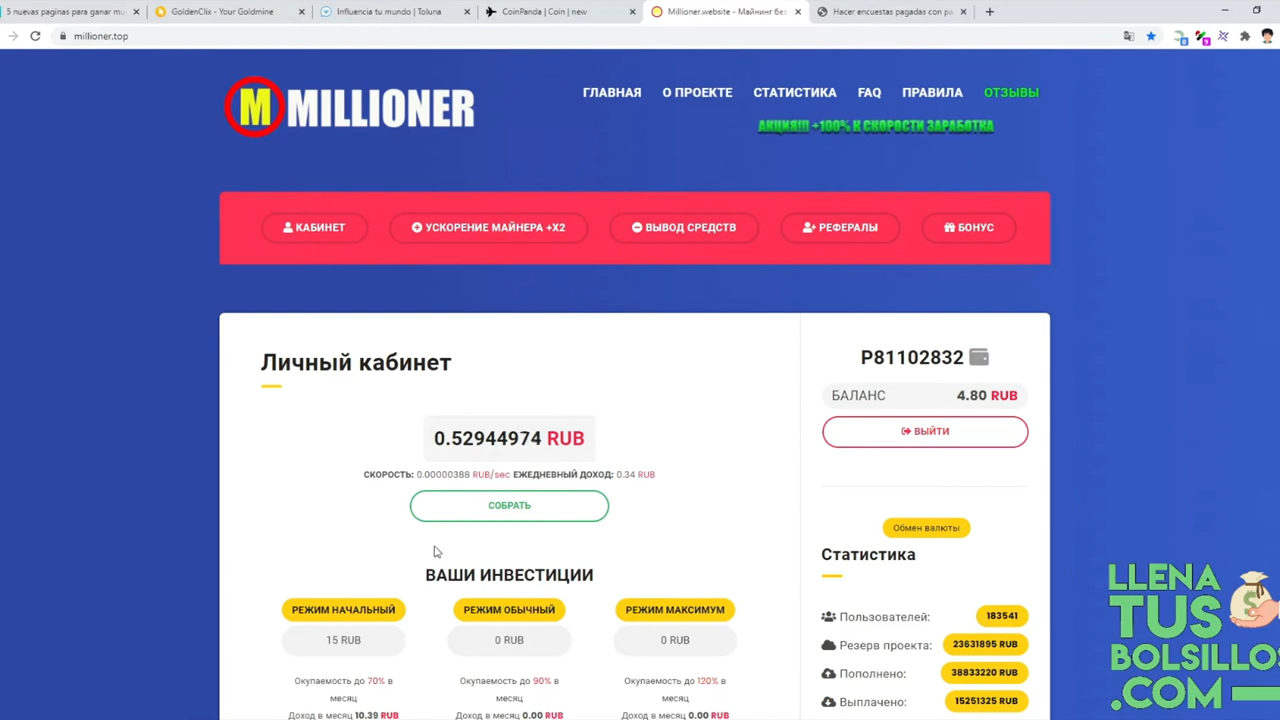 5 nuevas paginas para ganar mu
GoldenClix - Your Goldmine
Influencia tu mundo | Toluna
CoinPanda | Coin | new
Millioner.website - Майнинг без
Hacer encuestas pagadas con pa
millioner.top
M MILLIONER
ГЛАВНАЯ О ПРОЕКТЕ СТАТИСТИКА FAQ ПРАВИЛА ОТЗЫВЫ
АКЦИЯ!!! +100% К СКОРОСТИ ЗАРАБОТКА
КАБИНЕТ УСКОРЕНИЕ МАЙНЕРА +X2 ВЫВОД СРЕДСТВ РЕФЕРАЛЫ БОНУС
Личный кабинет
0.52944974 RUB
СКОРОСТЬ: 0.00000388 RUB/sec ЕЖЕДНЕВНЫЙ ДОХОД: 0.34 RUB
СОБРАТЬ
ВАШИ ИНВЕСТИЦИИ
РЕЖИМ НАЧАЛЬНЫЙ РЕЖИМ ОБЫЧНЫЙ РЕЖИМ МАКСИМУМ
15 RUB 0 RUB 0 RUB
Окупаемость до 70% в Окупаемость до 90% в Окупаемость до 120% в
месяц месяц месяц
Доход в месяц 10.39 RUB Доход в месяц 0.00 RUB Доход в месяц 0.00 RUB
P81102832
БАЛАНС 4.80 RUB
ВЫЙТИ
Обмен валюты
Статистика
Пользователей: 183541
Резерв проекта: 23631895 RUB
Пополнено: 38833220 RUB
Выплачено: 15251325 RUB
LLENA
TUS
BOLSILLOS
.COM